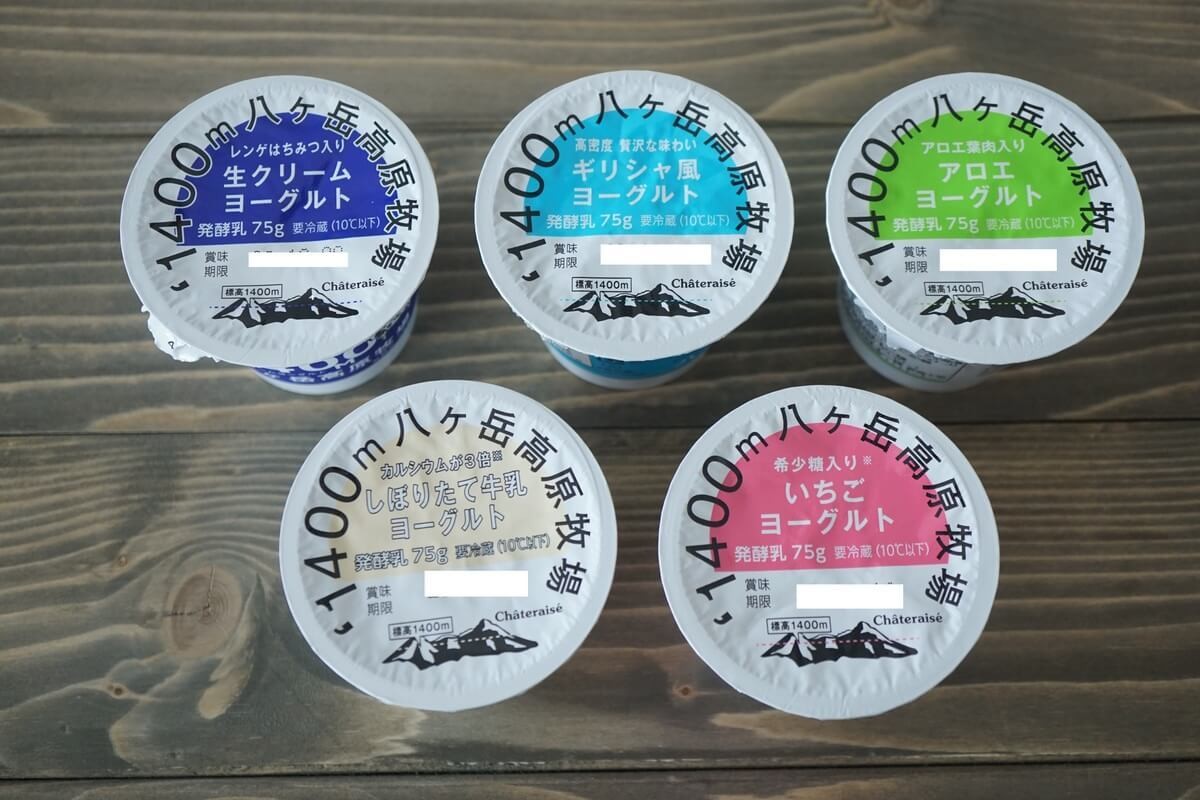 ,1400m八ヶ岳高原牧場
レンゲはちみつ入り
生クリーム
ヨーグルト
発酵乳 75g 要冷蔵(10℃以下)
賞味
期限
Châteraisé
標高1400m
,1400m八ヶ岳高原牧場
高密度 贅沢な味わい
ギリシャ風
ヨーグルト
発酵乳 75g 要冷蔵(10℃以下)
賞味
期限
Châteraisé
標高1400m
,1400m八ヶ岳高原牧場
アロエ葉肉入り
アロエ
ヨーグルト
発酵乳 75g 要冷蔵(10℃以下)
賞味
期限
Châteraisé
標高1400m
,1400m八ヶ岳高原牧場
カルシウムが3倍※
しぼりたて牛乳
ヨーグルト
発酵乳 75g 要冷蔵(10℃以下)
賞味
期限
Châteraisé
標高1400m
,1400m八ヶ岳高原牧場
希少糖入り※
いちご
ヨーグルト
発酵乳 75g 要冷蔵(10℃以下)
賞味
期限
Châteraisé
標高1400m